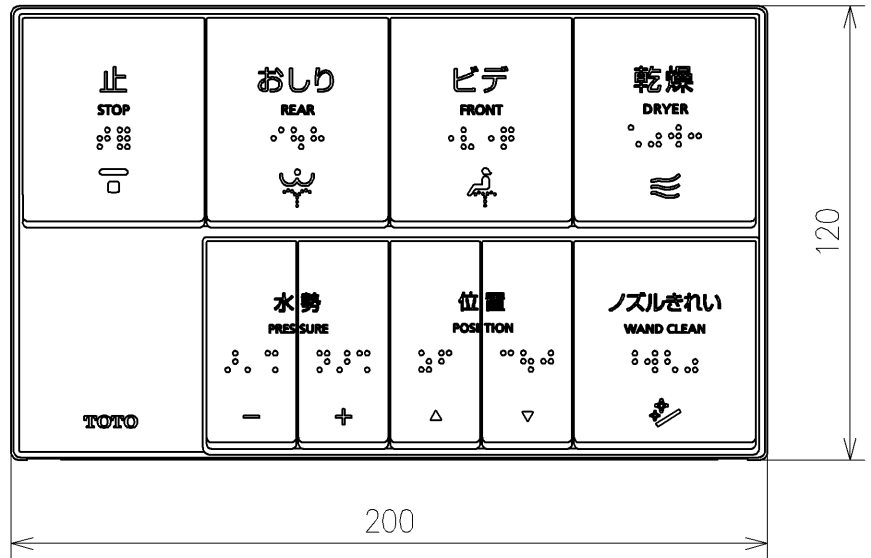 止 おしり ビデ 乾燥
STOP REAR FRONT DRYER
水勢 位置 ノズルきれい
PRESSURE POSITION WAND CLEAN
TOTO
120
200